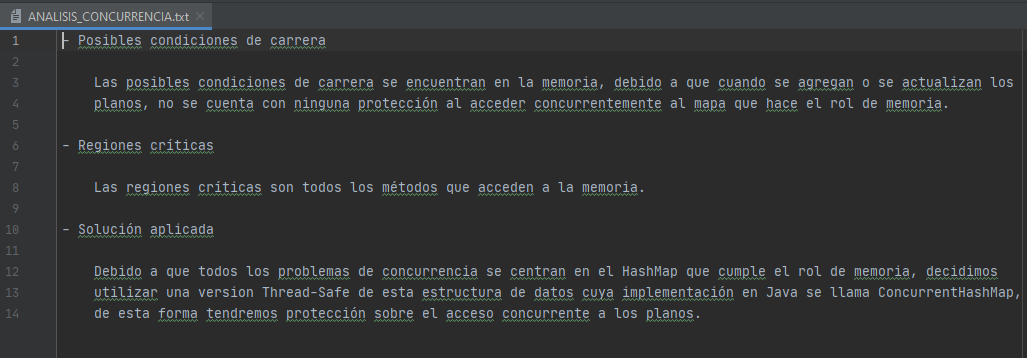 ANALISIS_CONCURRENCIA.txt
1 - Posibles condiciones de carrera
2
3 Las posibles condiciones de carrera se encuentran en la memoria, debido a que cuando se agregan o se actualizan los
4 planos, no se cuenta con ninguna protección al acceder concurrentemente al mapa que hace el rol de memoria.
5
6 - Regiones críticas
7
8 Las regiones críticas son todos los métodos que acceden a la memoria.
9
10 - Solución aplicada
11
12 Debido a que todos los problemas de concurrencia se centran en el HashMap que cumple el rol de memoria, decidimos
13 utilizar una version Thread-Safe de esta estructura de datos cuya implementación en Java se llama ConcurrentHashMap,
14 de esta forma tendremos protección sobre el acceso concurrente a los planos.